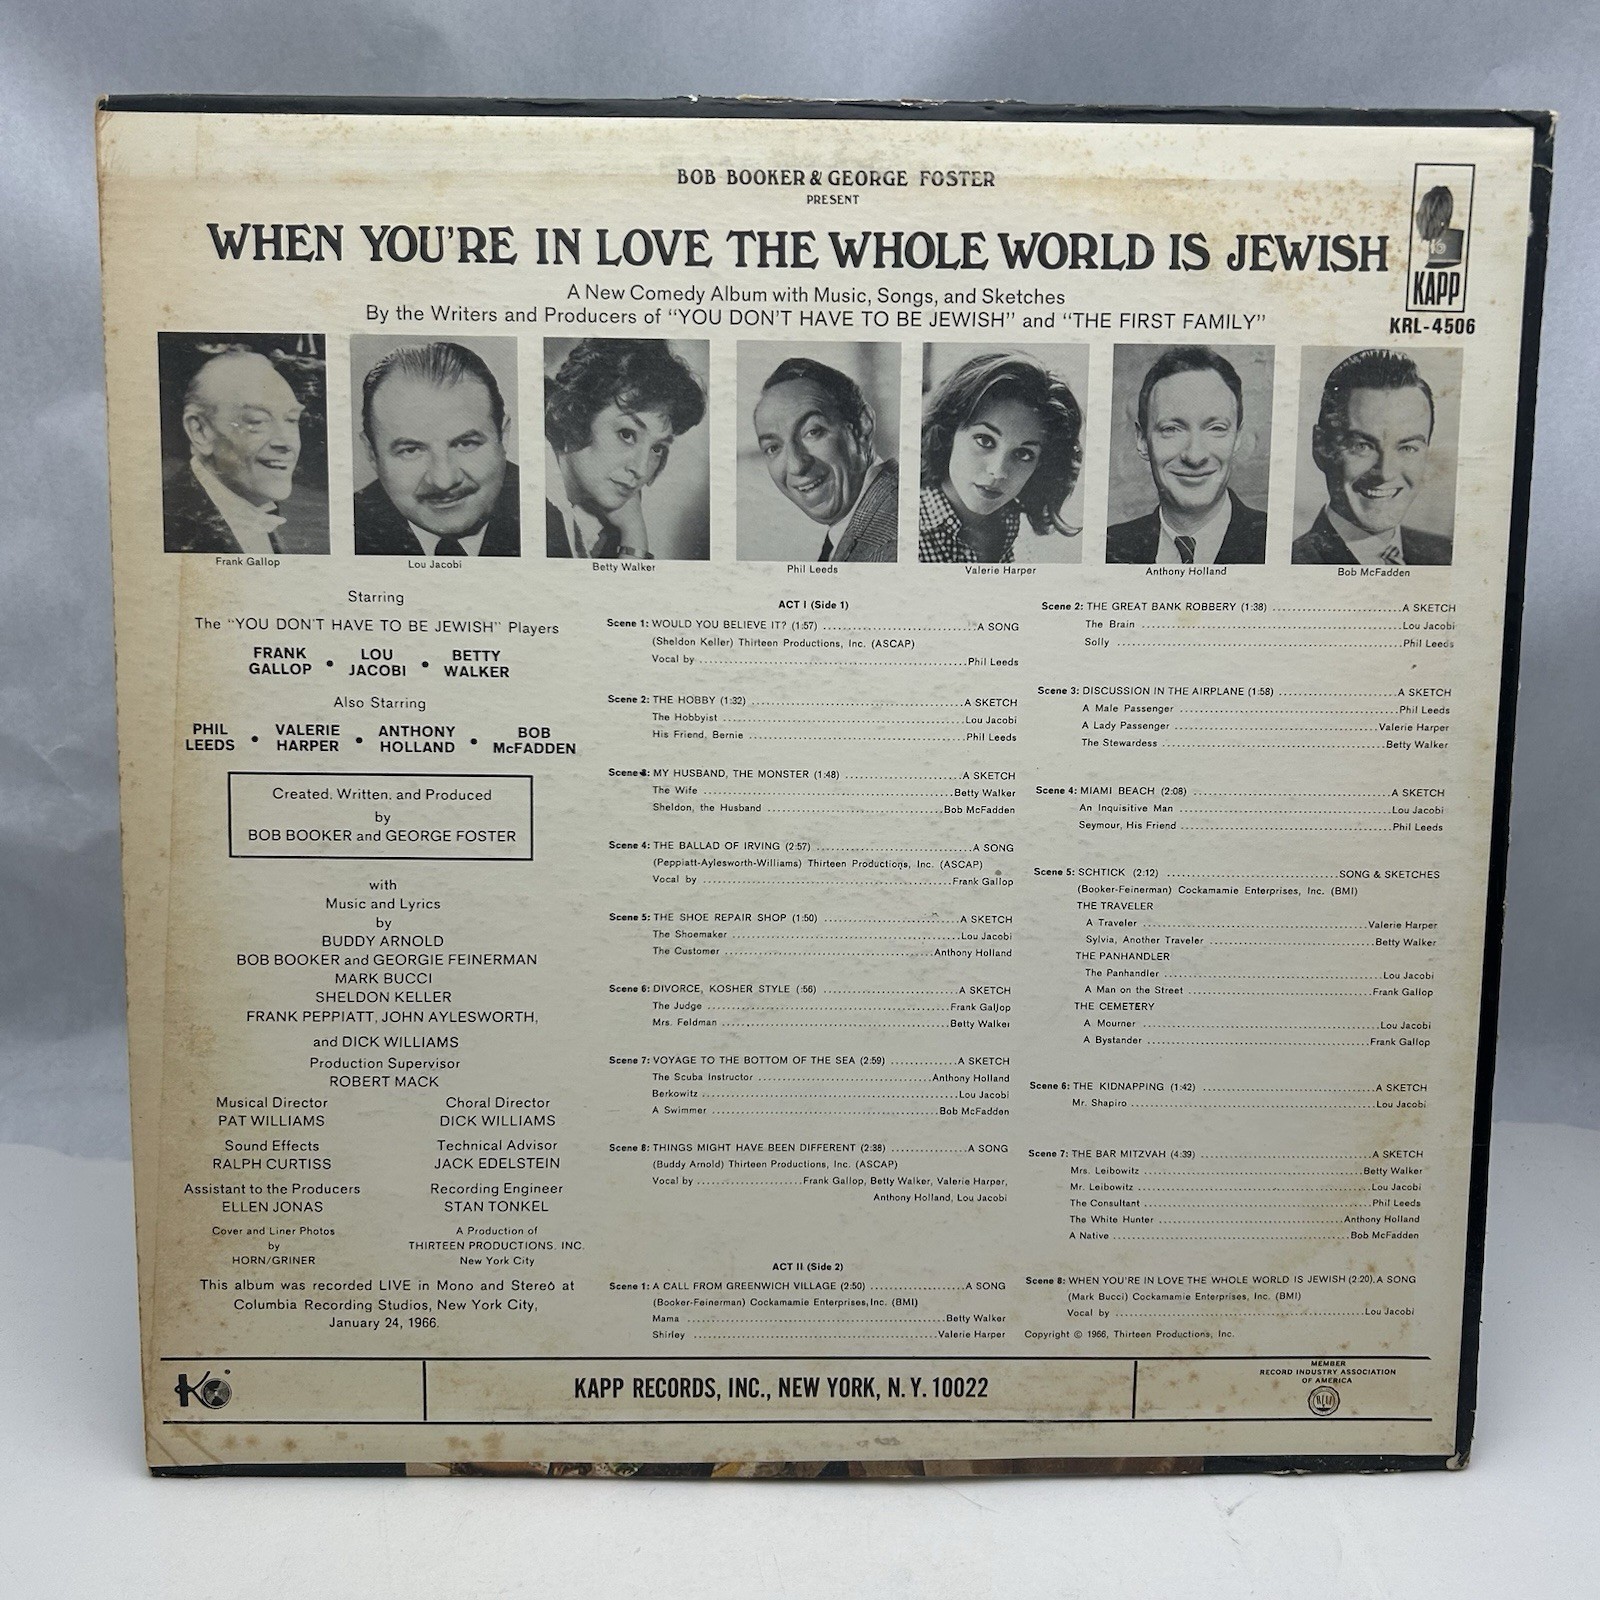 BOB BOOKER & GEORGE FOSTER
PRESENT
WHEN YOU'RE IN LOVE THE WHOLE WORLD IS JEWISH
A New Comedy Album with Music, Songs, and Sketches
By the Writers and Producers of "YOU DON'T HAVE TO BE JEWISH" and "THE FIRST FAMILY"
KAPP
KRL-4506
Frank Gallop
Lou Jacobi
Betty Walker
Phil Leeds
Valerie Harper
Anthony Holland
Bob McFadden
Starring
The "YOU DON'T HAVE TO BE JEWISH" Players
FRANK GALLOP • LOU JACOBI • BETTY WALKER
Also Starring
PHIL LEEDS • VALERIE HARPER • ANTHONY HOLLAND • BOB McFADDEN
Created, Written, and Produced
by
BOB BOOKER and GEORGE FOSTER
with
Music and Lyrics
by
BUDDY ARNOLD
BOB BOOKER and GEORGIE FEINERMAN
MARK BUCCI
SHELDON KELLER
FRANK PEPPIATT, JOHN AYLESWORTH,
and DICK WILLIAMS
Production Supervisor
ROBERT MACK
Musical Director
PAT WILLIAMS
Choral Director
DICK WILLIAMS
Sound Effects
RALPH CURTISS
Technical Advisor
JACK EDELSTEIN
Assistant to the Producers
ELLEN JONAS
Recording Engineer
STAN TONKEL
Cover and Liner Photos
by
HORN/GRINER
A Production of
THIRTEEN PRODUCTIONS, INC.
New York City
This album was recorded LIVE in Mono and Stereo at
Columbia Recording Studios, New York City,
January 24, 1966.
ACT I (Side 1)
Scene 1: WOULD YOU BELIEVE IT? (1:57) ........ A SONG
(Sheldon Keller) Thirteen Productions, Inc. (ASCAP)
Vocal by ........ Phil Leeds
Scene 2: THE HOBBY (1:32) ........ A SKETCH
The Hobbyist ........ Lou Jacobi
His Friend, Bernie ........ Phil Leeds
Scene 3: MY HUSBAND, THE MONSTER (1:48) ........ A SKETCH
The Wife ........ Betty Walker
Sheldon, the Husband ........ Bob McFadden
Scene 4: THE BALLAD OF IRVING (2:57) ........ A SONG
(Peppiatt-Aylesworth-Williams) Thirteen Productions, Inc. (ASCAP)
Vocal by ........ Frank Gallop
Scene 5: THE SHOE REPAIR SHOP (1:50) ........ A SKETCH
The Shoemaker ........ Lou Jacobi
The Customer ........ Anthony Holland
Scene 6: DIVORCE, KOSHER STYLE (:56) ........ A SKETCH
The Judge ........ Frank Gallop
Mrs. Feldman ........ Betty Walker
Scene 7: VOYAGE TO THE BOTTOM OF THE SEA (2:59) ........ A SKETCH
The Scuba Instructor ........ Anthony Holland
Berkowitz ........ Lou Jacobi
A Swimmer ........ Bob McFadden
Scene 8: THINGS MIGHT HAVE BEEN DIFFERENT (2:38) ........ A SONG
(Buddy Arnold) Thirteen Productions, Inc. (ASCAP)
Vocal by ........ Frank Gallop, Betty Walker, Valerie Harper,
Anthony Holland, Lou Jacobi
ACT II (Side 2)
Scene 1: A CALL FROM GREENWICH VILLAGE (2:50) ........ A SONG
(Booker-Feinerman) Cockamamie Enterprises, Inc. (BMI)
Mama ........ Betty Walker
Shirley ........ Valerie Harper
Scene 2: THE GREAT BANK ROBBERY (1:38) ........ A SKETCH
The Brain ........ Lou Jacobi
Solly ........ Phil Leeds
Scene 3: DISCUSSION IN THE AIRPLANE (1:58) ........ A SKETCH
A Male Passenger ........ Phil Leeds
A Lady Passenger ........ Valerie Harper
The Stewardess ........ Betty Walker
Scene 4: MIAMI BEACH (2:08) ........ A SKETCH
An Inquisitive Man ........ Lou Jacobi
Seymour, His Friend ........ Phil Leeds
Scene 5: SCHTICK (2:12) ........ SONG & SKETCHES
(Booker-Feinerman) Cockamamie Enterprises, Inc. (BMI)
THE TRAVELER
A Traveler ........ Valerie Harper
Sylvia, Another Traveler ........ Betty Walker
THE PANHANDLER
The Panhandler ........ Lou Jacobi
A Man on the Street ........ Frank Gallop
THE CEMETERY
A Mourner ........ Lou Jacobi
A Bystander ........ Frank Gallop
Scene 6: THE KIDNAPPING (1:42) ........ A SKETCH
Mr. Shapiro ........ Lou Jacobi
Scene 7: THE BAR MITZVAH (4:39) ........ A SKETCH
Mrs. Leibowitz ........ Betty Walker
Mr. Leibowitz ........ Lou Jacobi
The Consultant ........ Phil Leeds
The White Hunter ........ Anthony Holland
A Native ........ Bob McFadden
Scene 8: WHEN YOU'RE IN LOVE THE WHOLE WORLD IS JEWISH (2:20). A SONG
(Mark Bucci) Cockamamie Enterprises, Inc. (BMI)
Vocal by ........ Lou Jacobi
Copyright © 1966, Thirteen Productions, Inc.
KAPP RECORDS, INC., NEW YORK, N.Y. 10022
MEMBER
RECORD INDUSTRY ASSOCIATION
OF AMERICA